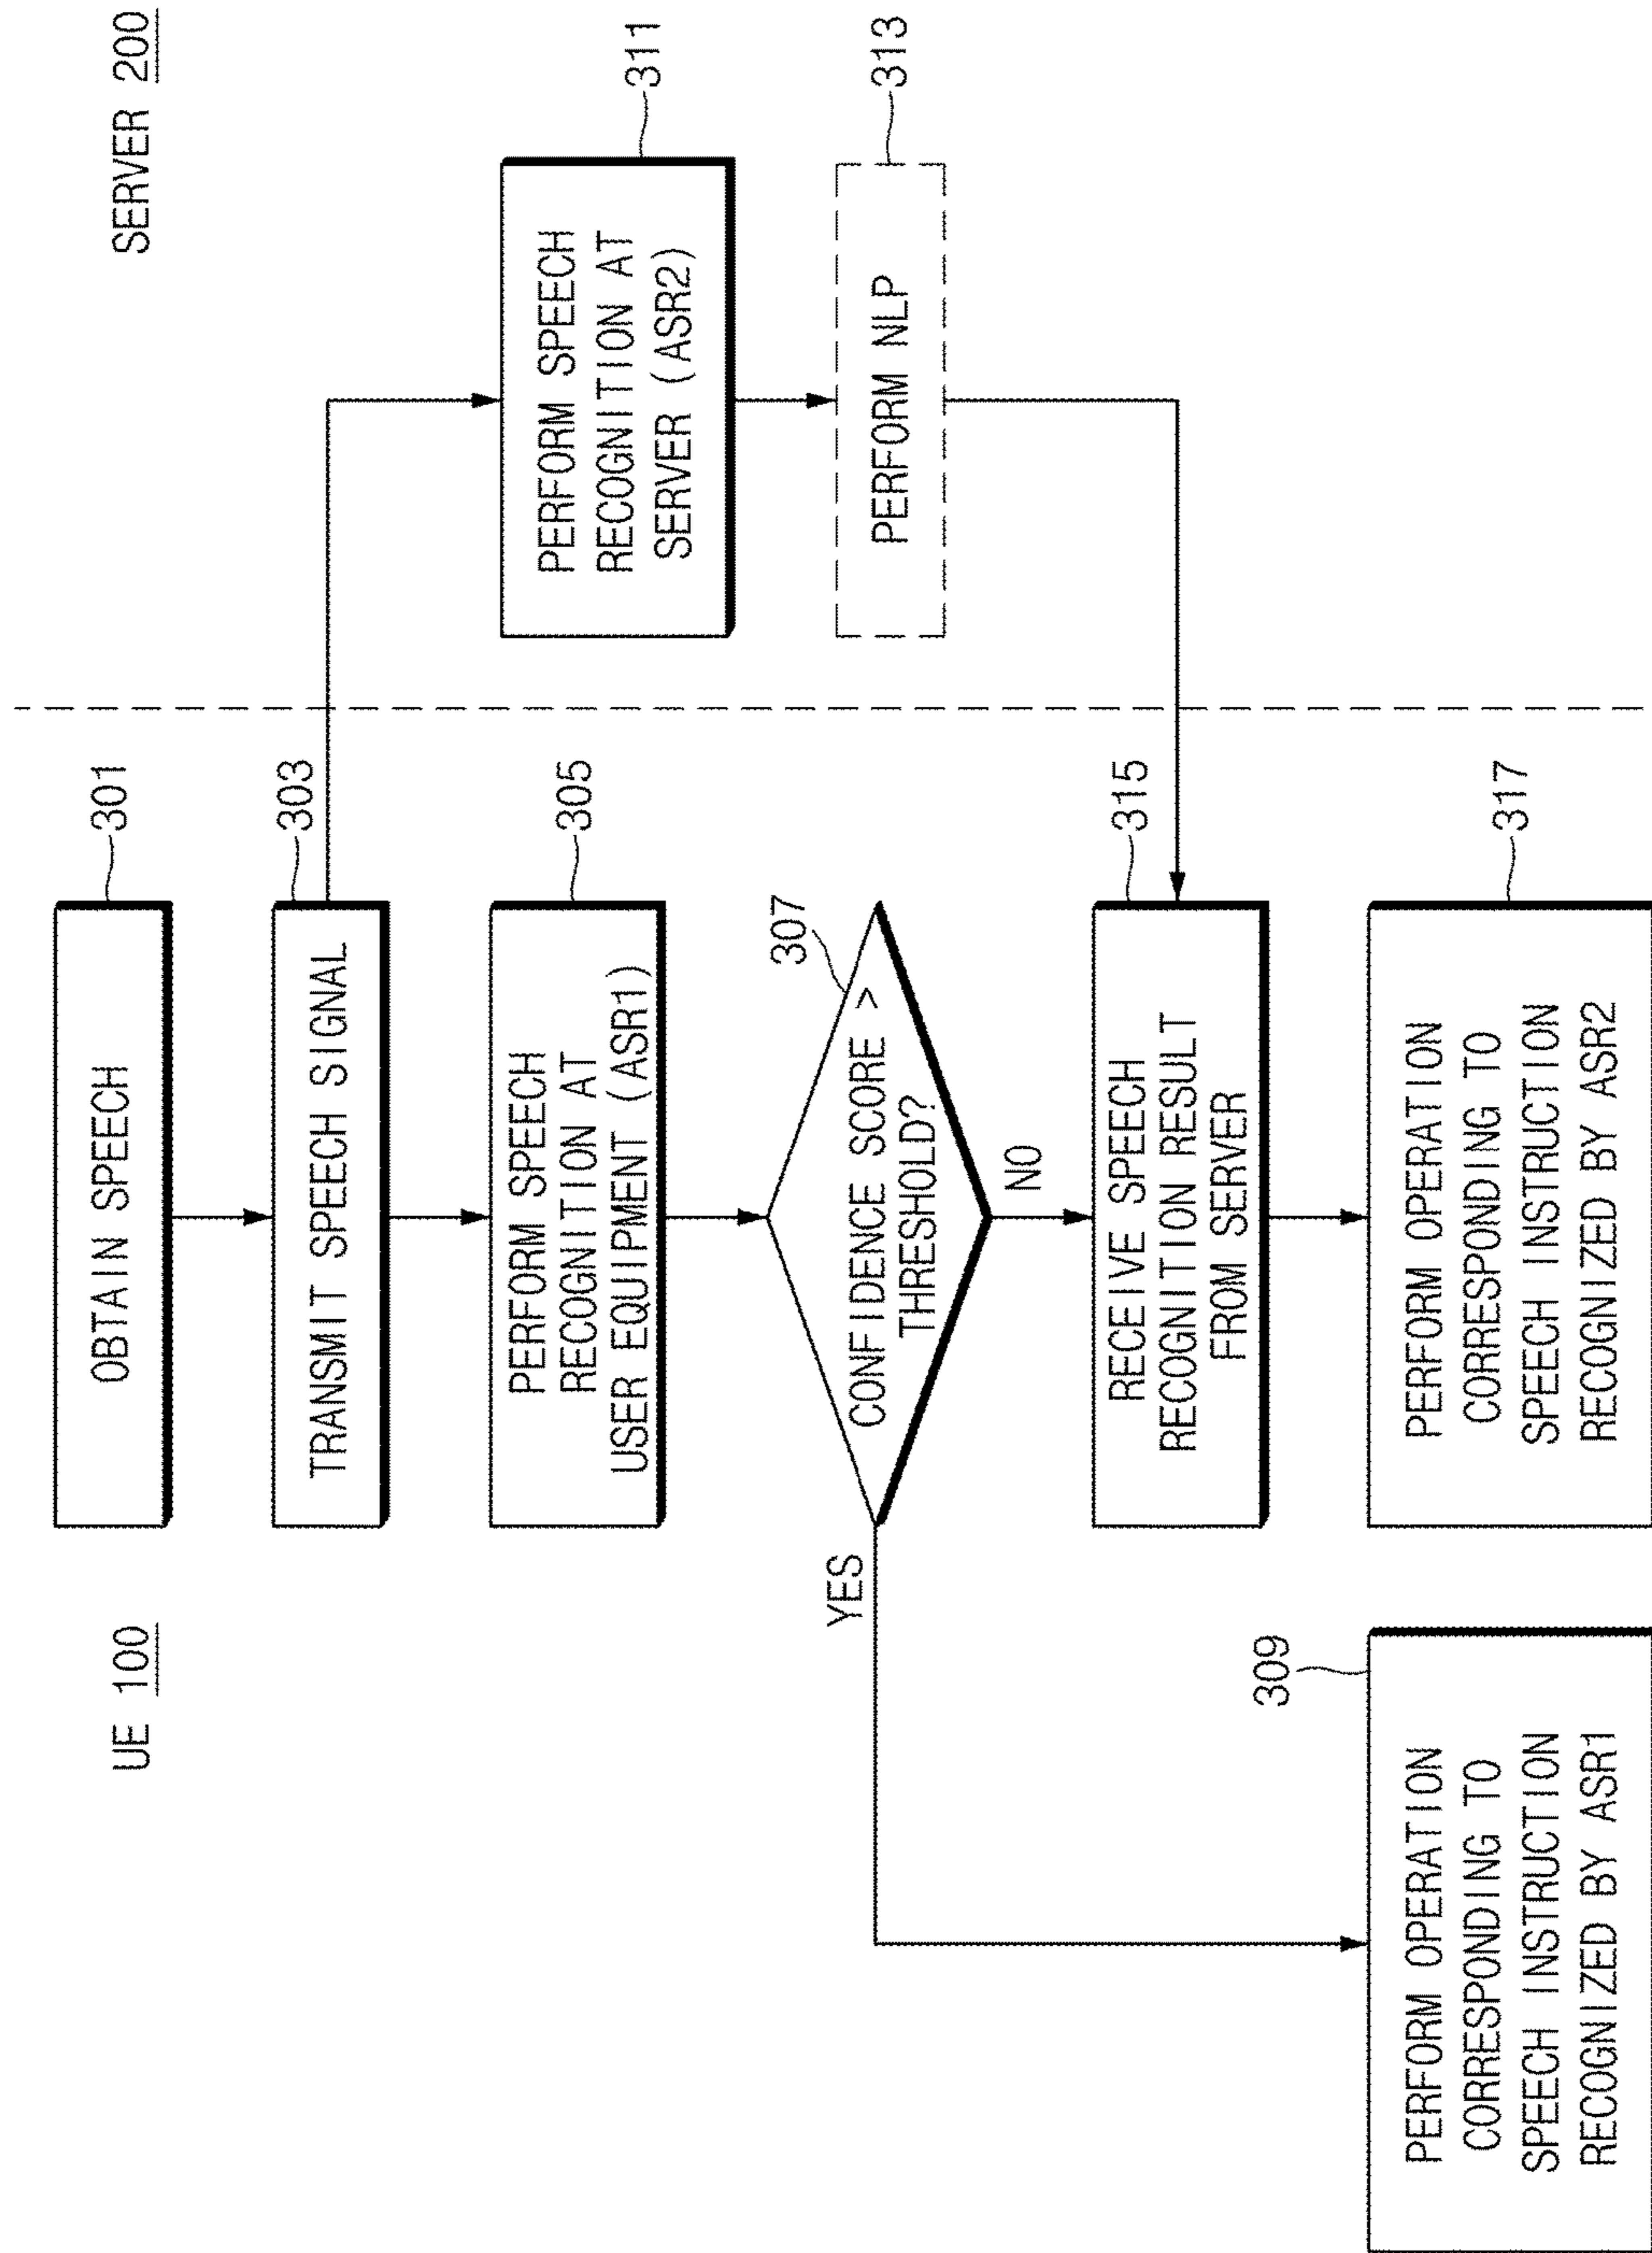 UE 100
SERVER 200
OBTAIN SPEECH
301
TRANSMIT SPEECH SIGNAL
303
PERFORM SPEECH
RECOGNITION AT
USER EQUIPMENT (ASR1)
305
PERFORM SPEECH
RECOGNITION AT
SERVER (ASR2)
311
307
CONFIDENCE SCORE >
THRESHOLD?
YES
NO
PERFORM NLP
313
RECEIVE SPEECH
RECOGNITION RESULT
FROM SERVER
315
309
PERFORM OPERATION
CORRESPONDING TO
SPEECH INSTRUCTION
RECOGNIZED BY ASR1
PERFORM OPERATION
CORRESPONDING TO
SPEECH INSTRUCTION
RECOGNIZED BY ASR2
317